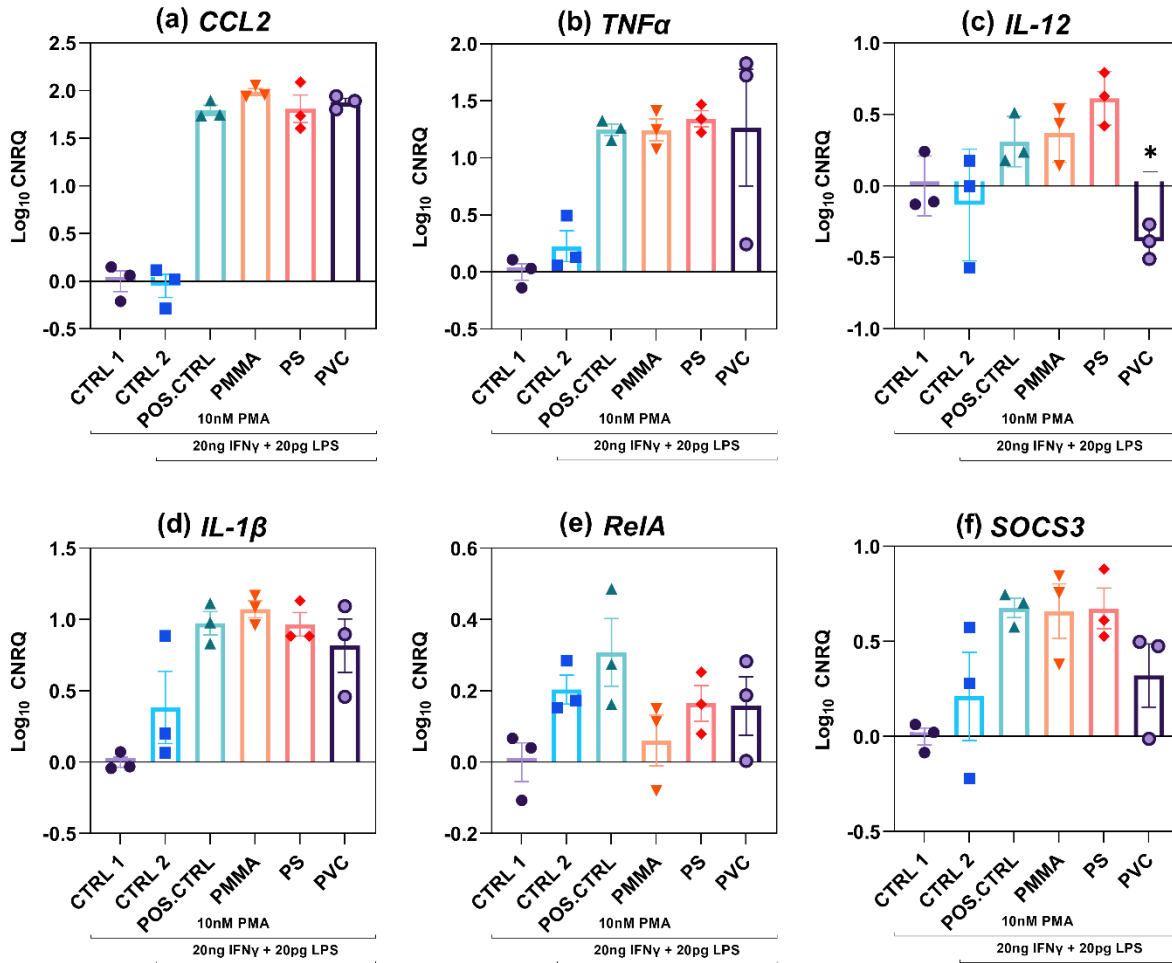 (a) CCL2
Log10 CNRQ
2.5
2.0
1.5
1.0
0.5
0.0
-0.5
CTRL 1
CTRL 2
POS.CTRL
PMMA
PS
PVC
10nM PMA
20ng IFNγ + 20pg LPS
(b) TNFα
Log10 CNRQ
2.0
1.5
1.0
0.5
0.0
-0.5
CTRL 1
CTRL 2
POS.CTRL
PMMA
PS
PVC
10nM PMA
20ng IFNγ + 20pg LPS
(c) IL-12
Log10 CNRQ
1.0
0.5
0.0
-0.5
-1.0
*
CTRL 1
CTRL 2
POS.CTRL
PMMA
PS
PVC
10nM PMA
20ng IFNγ + 20pg LPS
(d) IL-1β
Log10 CNRQ
1.5
1.0
0.5
0.0
-0.5
CTRL 1
CTRL 2
POS.CTRL
PMMA
PS
PVC
10nM PMA
20ng IFNγ + 20pg LPS
(e) RelA
Log10 CNRQ
0.6
0.4
0.2
0.0
-0.2
CTRL 1
CTRL 2
POS.CTRL
PMMA
PS
PVC
10nM PMA
20ng IFNγ + 20pg LPS
(f) SOCS3
Log10 CNRQ
1.0
0.5
0.0
-0.5
CTRL 1
CTRL 2
POS.CTRL
PMMA
PS
PVC
10nM PMA
20ng IFNγ + 20pg LPS